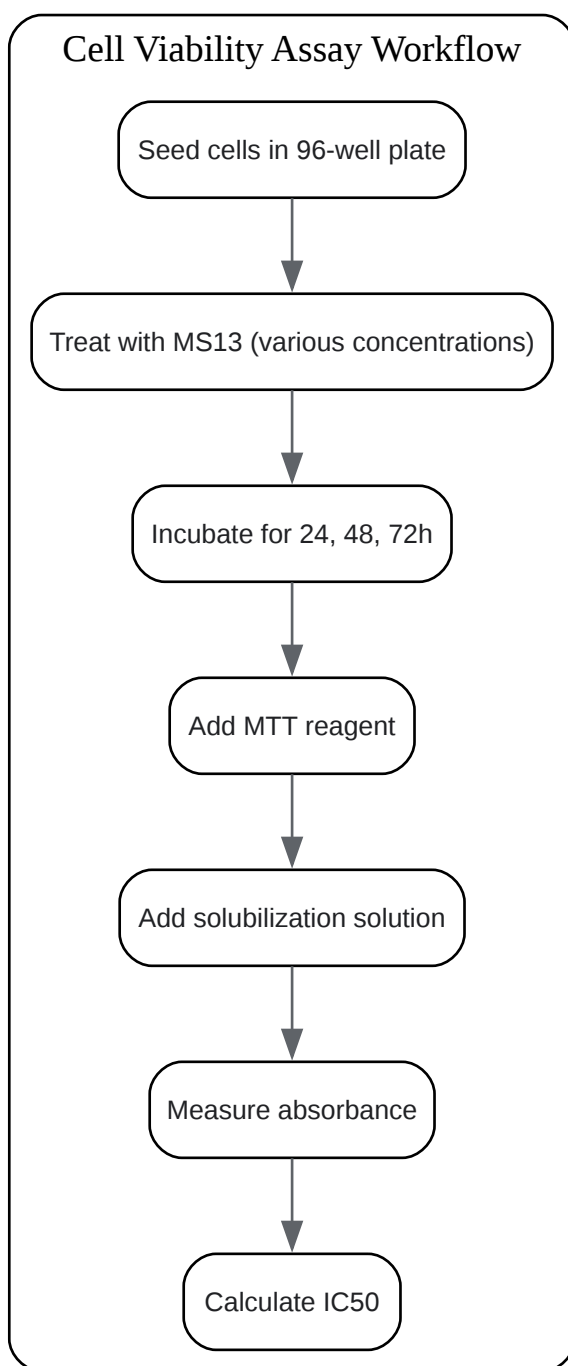 Cell Viability Assay Workflow
Seed cells in 96-well plate
Treat with MS13 (various concentrations)
Incubate for 24, 48, 72h
Add MTT reagent
Add solubilization solution
Measure absorbance
Calculate IC50